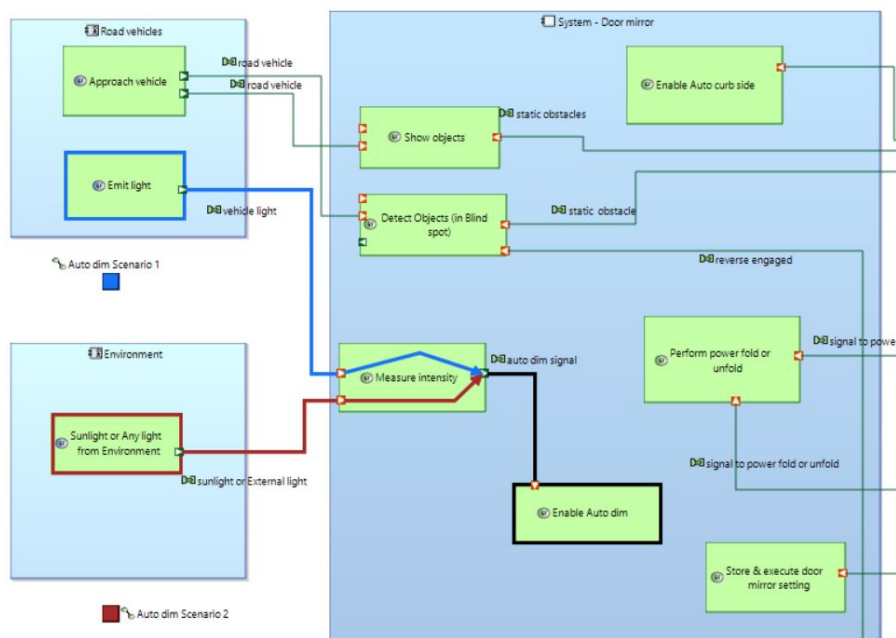 Road vehicles
System - Door mirror
road vehicle
Approach vehicle
road vehicle
Enable Auto curb side
static obstacles
Show objects
Emit light
vehicle light
Detect Objects (in Blind
spot)
static obstacle
reverse engaged
Auto dim Scenario 1
Environment
Measure intensity
auto dim signal
Perform power fold or
unfold
signal to power
Sunlight or Any light
from Environment
sunlight or External light
signal to power fold or unfold
Enable Auto dim
Store & execute door
mirror setting
Auto dim Scenario 2